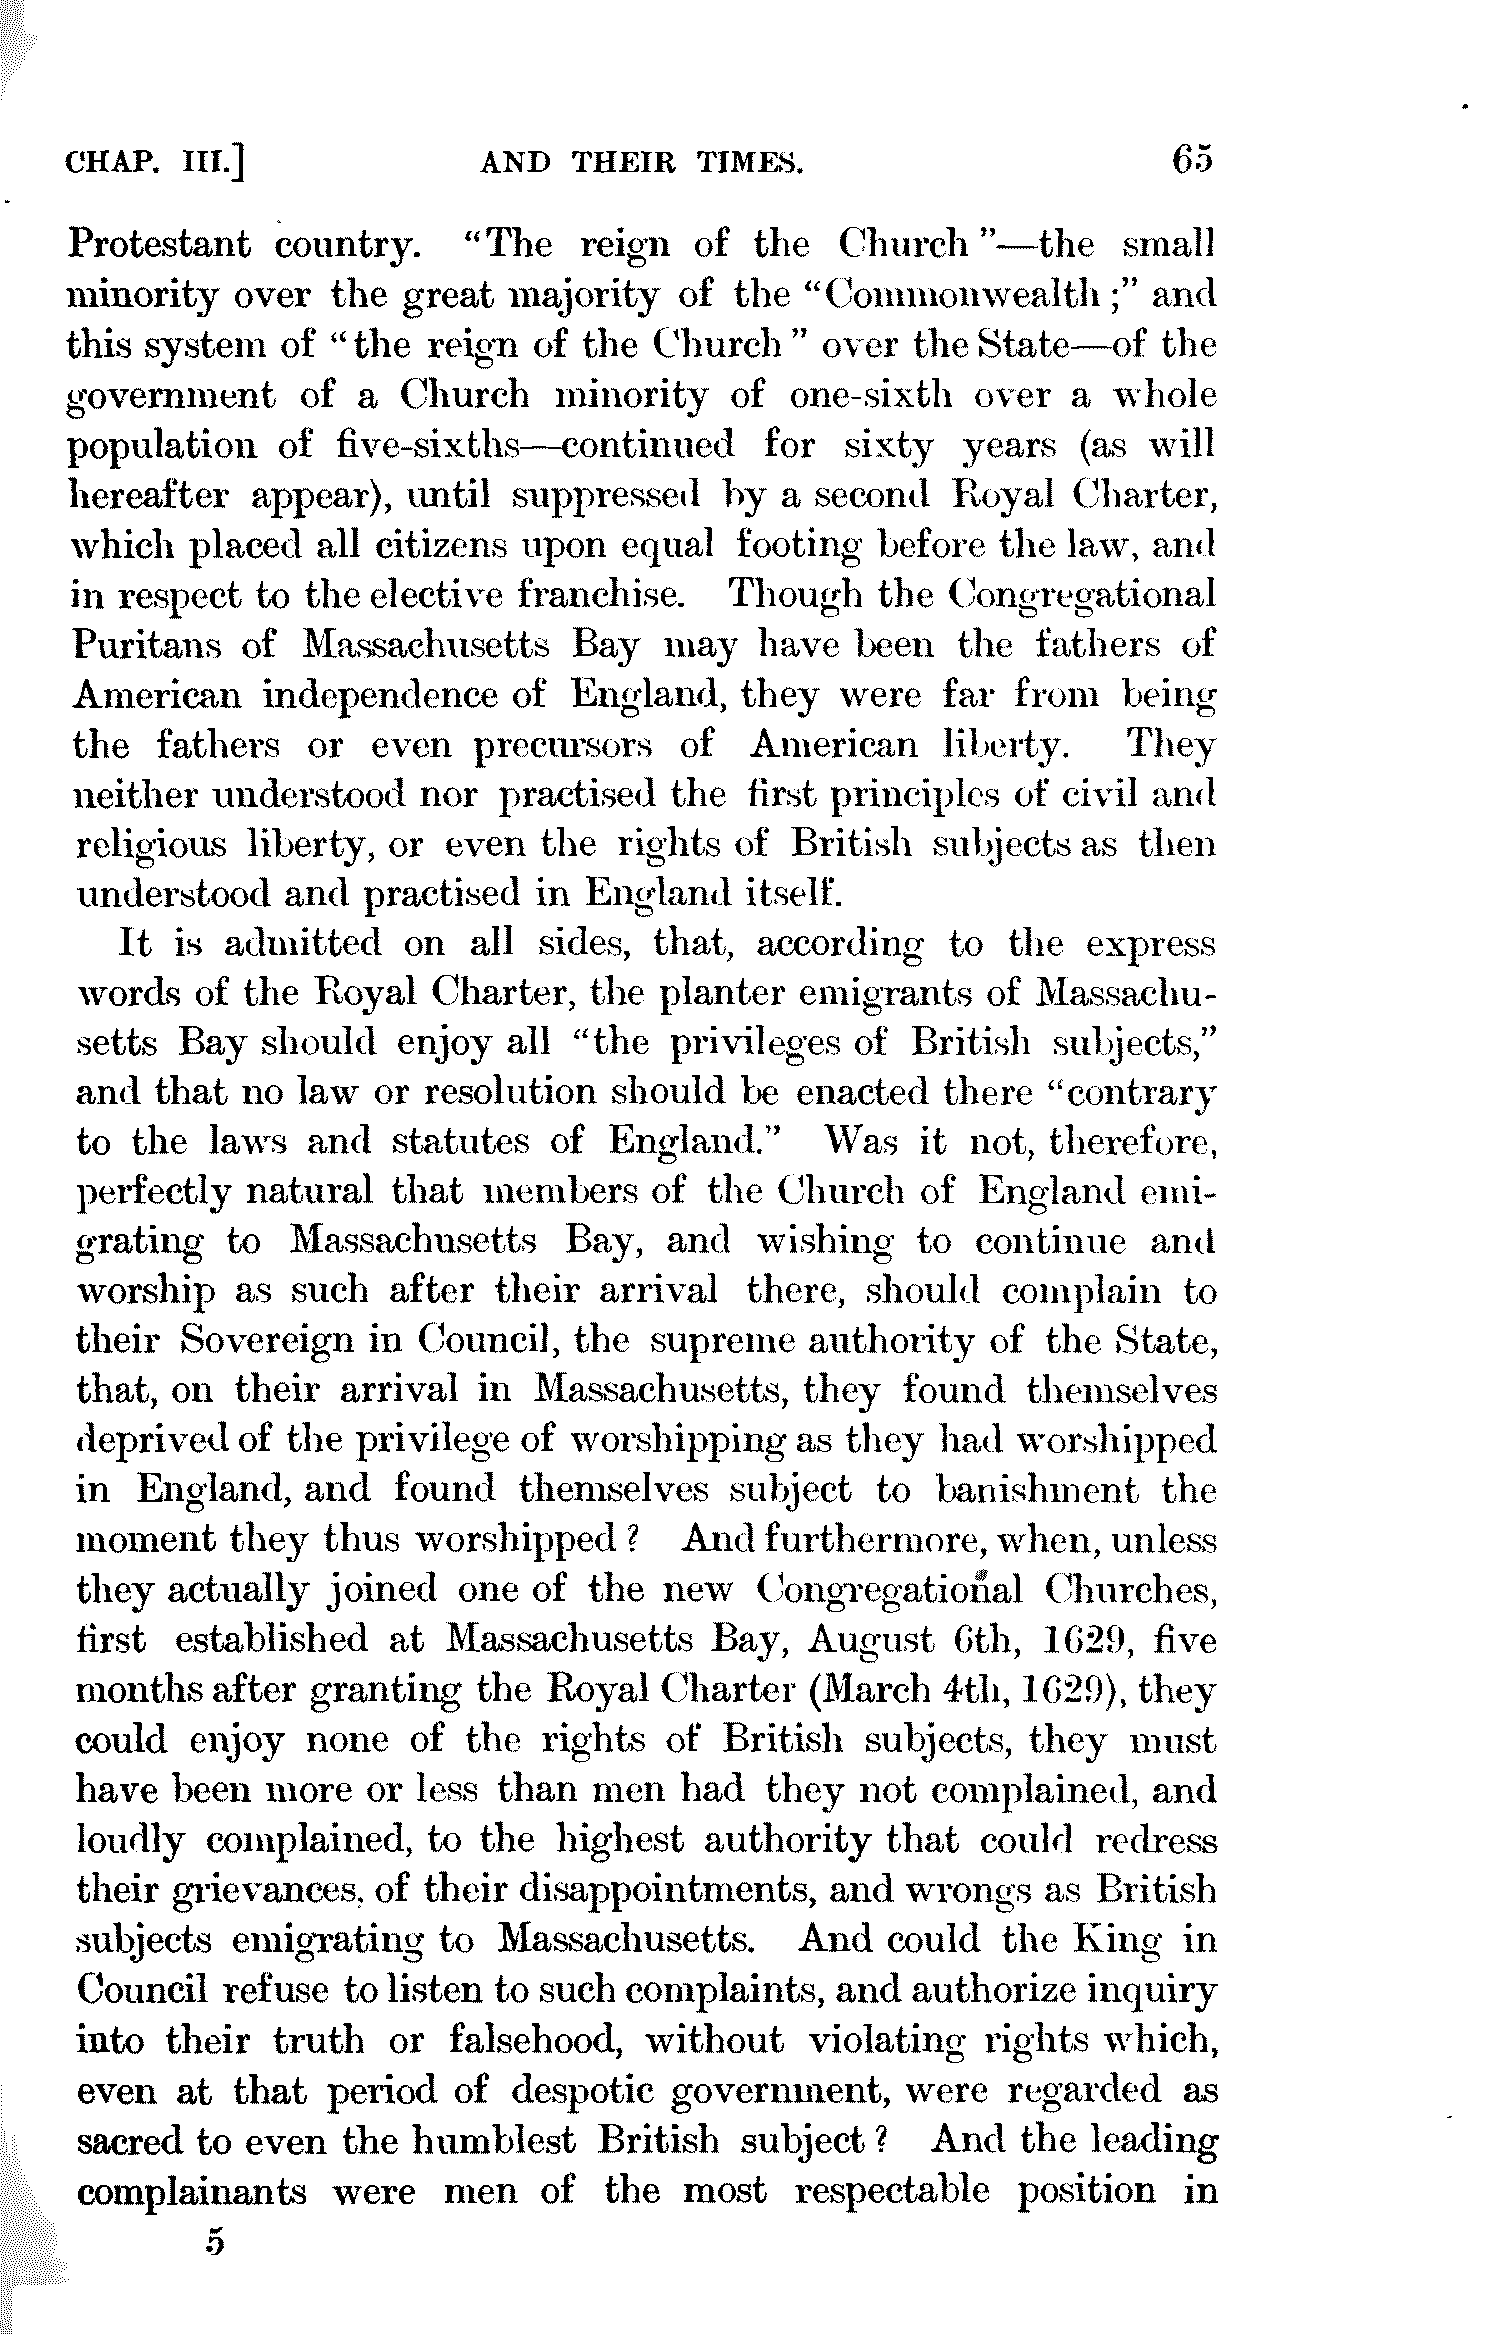 CHAP. III.] AND THEIR TIMES. 65
Protestant country. "The reign of the Church"—the small
minority over the great majority of the "Commonwealth;" and
this system of "the reign of the Church" over the State—of the
government of a Church minority of one-sixth over a whole
population of five-sixths—continued for sixty years (as will
hereafter appear), until suppressed by a second Royal Charter,
which placed all citizens upon equal footing before the law, and
in respect to the elective franchise. Though the Congregational
Puritans of Massachusetts Bay may have been the fathers of
American independence of England, they were far from being
the fathers or even precursors of American liberty. They
neither understood nor practised the first principles of civil and
religious liberty, or even the rights of British subjects as then
understood and practised in England itself.
It is admitted on all sides, that, according to the express
words of the Royal Charter, the planter emigrants of Massachu-
setts Bay should enjoy all "the privileges of British subjects,"
and that no law or resolution should be enacted there "contrary
to the laws and statutes of England." Was it not, therefore,
perfectly natural that members of the Church of England emi-
grating to Massachusetts Bay, and wishing to continue and
worship as such after their arrival there, should complain to
their Sovereign in Council, the supreme authority of the State,
that, on their arrival in Massachusetts, they found themselves
deprived of the privilege of worshipping as they had worshipped
in England, and found themselves subject to banishment the
moment they thus worshipped? And furthermore, when, unless
they actually joined one of the new Congregational Churches,
first established at Massachusetts Bay, August 6th, 1629, five
months after granting the Royal Charter (March 4th, 1629), they
could enjoy none of the rights of British subjects, they must
have been more or less than men had they not complained, and
loudly complained, to the highest authority that could redress
their grievances, of their disappointments, and wrongs as British
subjects emigrating to Massachusetts. And could the King in
Council refuse to listen to such complaints, and authorize inquiry
into their truth or falsehood, without violating rights which,
even at that period of despotic government, were regarded as
sacred to even the humblest British subject? And the leading
complainants were men of the most respectable position in
5